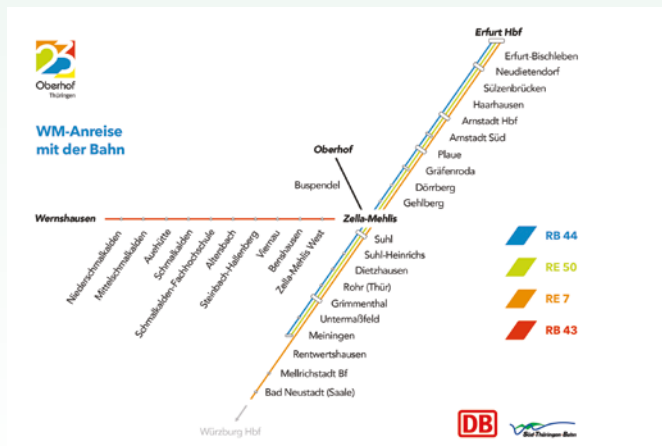 23
Oberhof
Thüringen
WM-Anreise
mit der Bahn
Erfurt Hbf
Erfurt-Bischleben
Neudietendorf
Sülzenbrücken
Haarhausen
Arnstadt Hbf
Arnstadt Süd
Plaue
Gräfenroda
Dörrberg
Gehlberg
Oberhof
Buspendel
Wernshausen
Zella-Mehlis
Niederschmalkalden
Mittelschmalkalden
Auehütte
Schmalkalden
Schmalkalden-Fachhochschule
Altersbach
Steinbach-Hallenberg
Viernau
Benshausen
Zella-Mehlis West
Suhl
Suhl-Heinrichs
Dietzhausen
Rohr (Thür)
Grimmenthal
Untermaßfeld
Meiningen
Rentwertshausen
Mellrichstadt Bf
Bad Neustadt (Saale)
Würzburg Hbf
RB 44
RE 50
RE 7
RB 43
DB